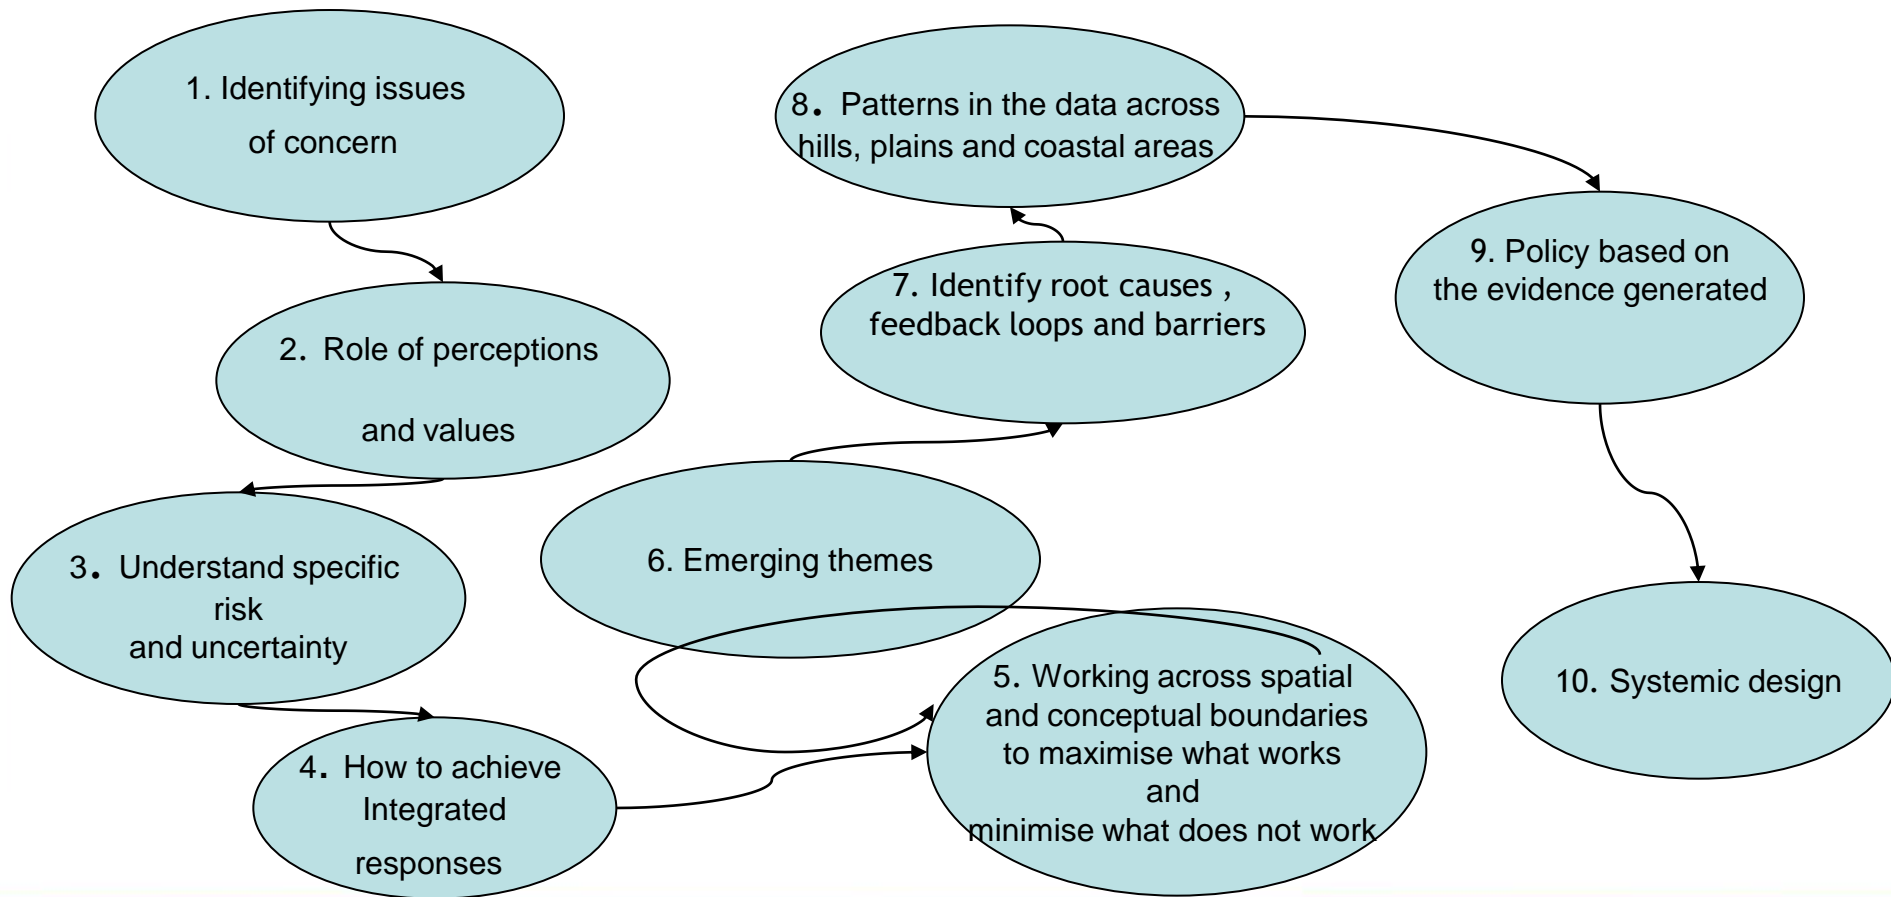 1. Identifying issues
of concern
2. Role of perceptions
and values
3. Understand specific
risk
and uncertainty
4. How to achieve
Integrated
responses
5. Working across spatial
and conceptual boundaries
to maximise what works
and
minimise what does not work
6. Emerging themes
7. Identify root causes ,
feedback loops and barriers
8. Patterns in the data across
hills, plains and coastal areas
9. Policy based on
the evidence generated
10. Systemic design